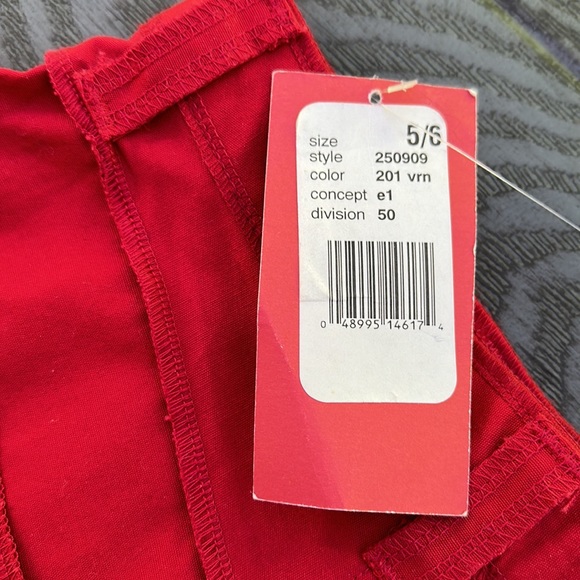 size 5/6
style 250909
color 201 vrn
concept e1
division 50
0 48995 14617 4